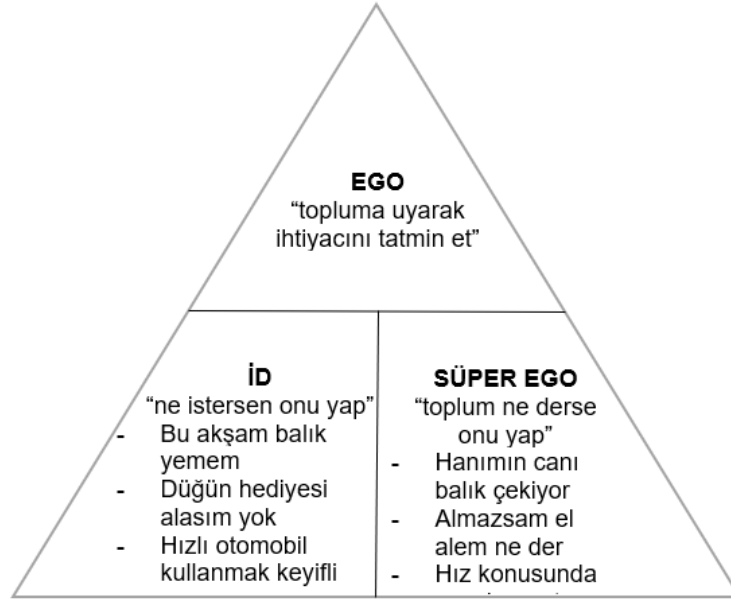 EGO
“topluma uyarak
ihtiyacını tatmin et”
İD
“ne istersen onu yap”
- Bu akşam balık
yemem
- Düğün hediyesi
alasım yok
- Hızlı otomobil
kullanmak keyifli
SÜPER EGO
“toplum ne derse
onu yap”
- Hanımın canı
balık çekiyor
- Almazsam el
alem ne der
- Hız konusunda